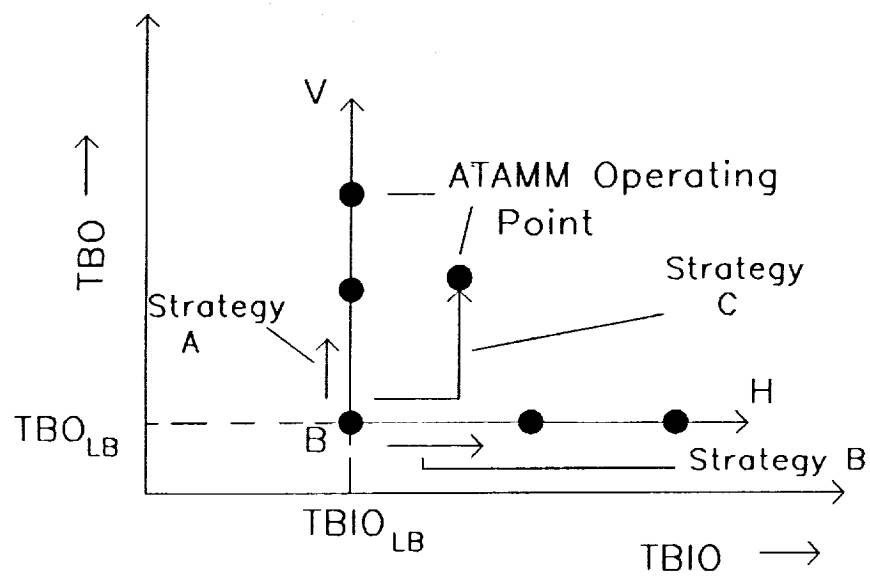 V
ATAMM Operating
Point
TBO
Strategy
A
Strategy
C
TBO_LB
B
H
Strategy B
TBIO_LB
TBIO